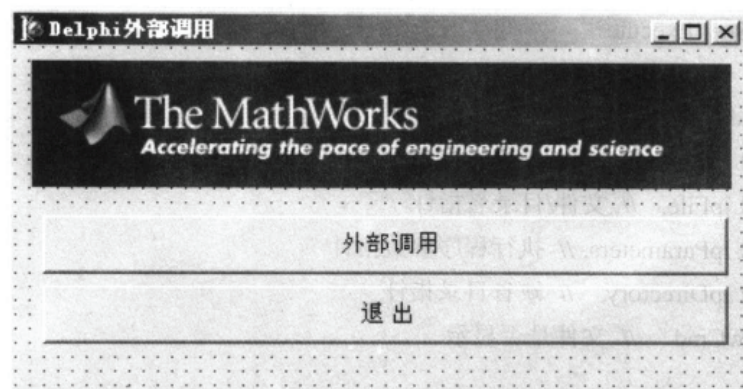 Delphi外部调用
The MathWorks
Accelerating the pace of engineering and science
外部调用
退 出